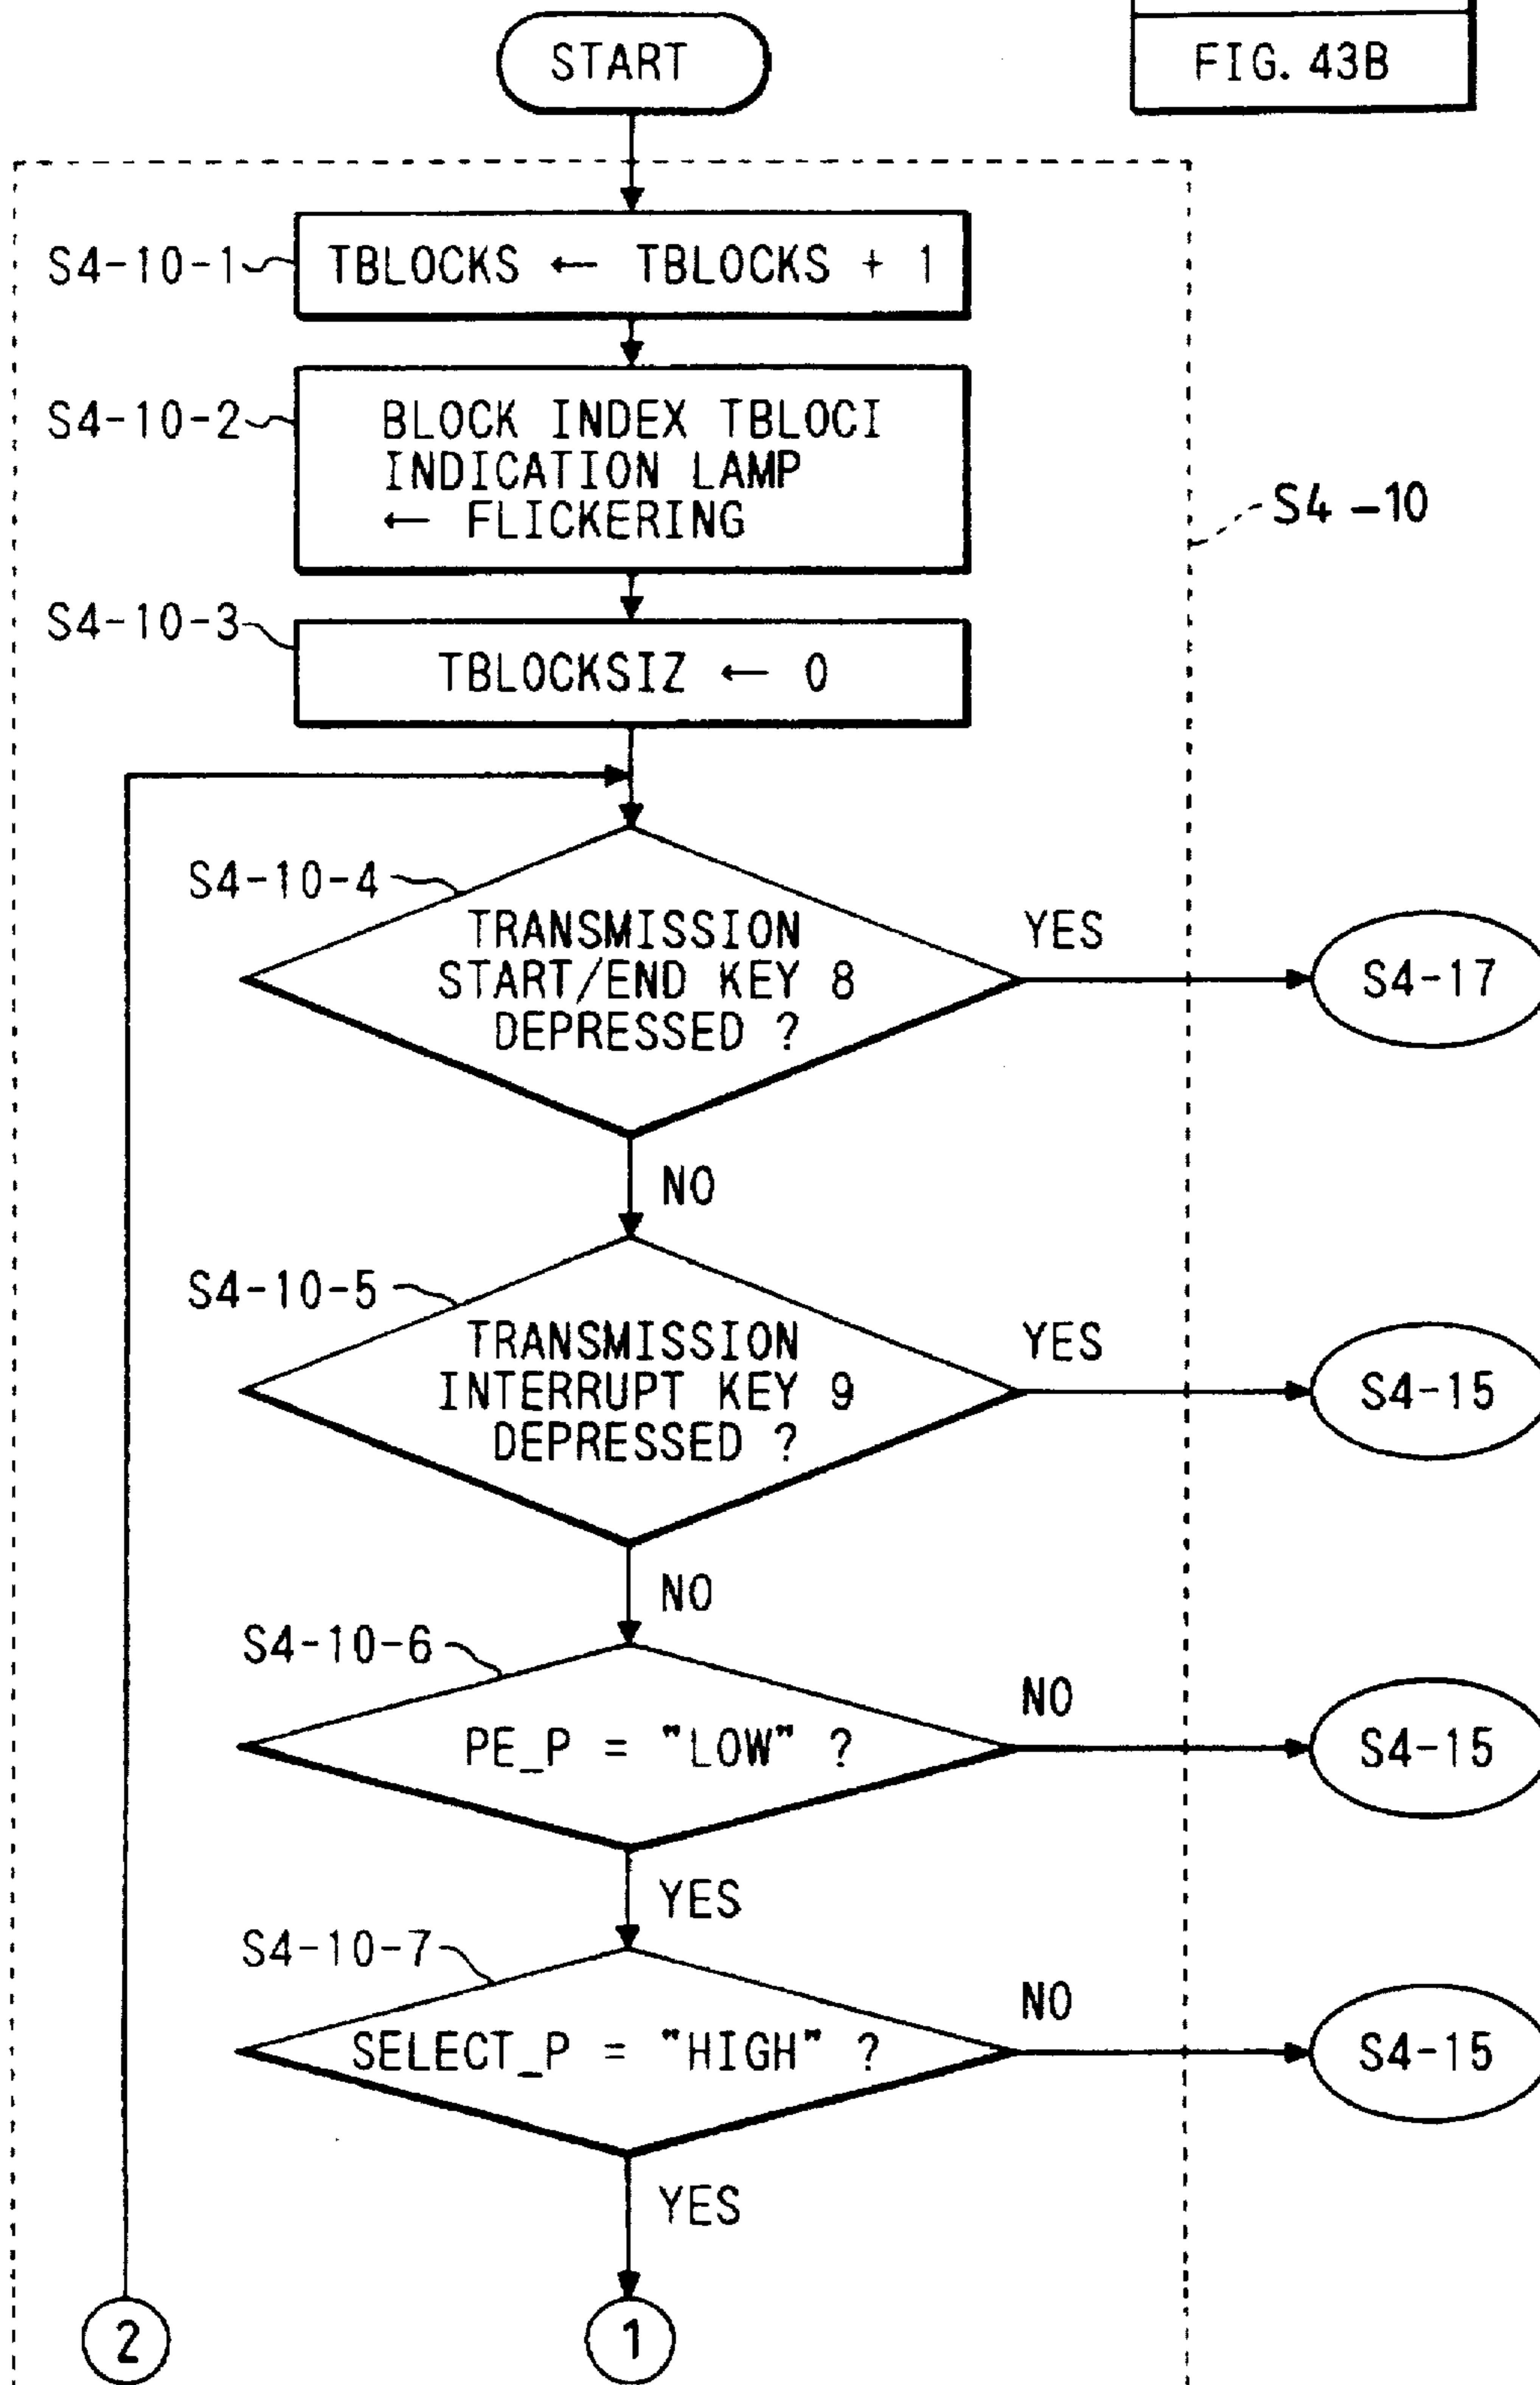 FIG. 43B
START
S4-10-1
TBLOCKS ← TBLOCKS + 1
S4-10-2
BLOCK INDEX TBLOCI
INDICATION LAMP
← FLICKERING
S4-10
S4-10-3
TBLOCKSIZ ← 0
S4-10-4
TRANSMISSION
START/END KEY 8
DEPRESSED ?
YES
S4-17
NO
S4-10-5
TRANSMISSION
INTERRUPT KEY 9
DEPRESSED ?
YES
S4-15
NO
S4-10-6
PE_P = "LOW" ?
NO
S4-15
YES
S4-10-7
SELECT_P = "HIGH" ?
NO
S4-15
YES
2
1